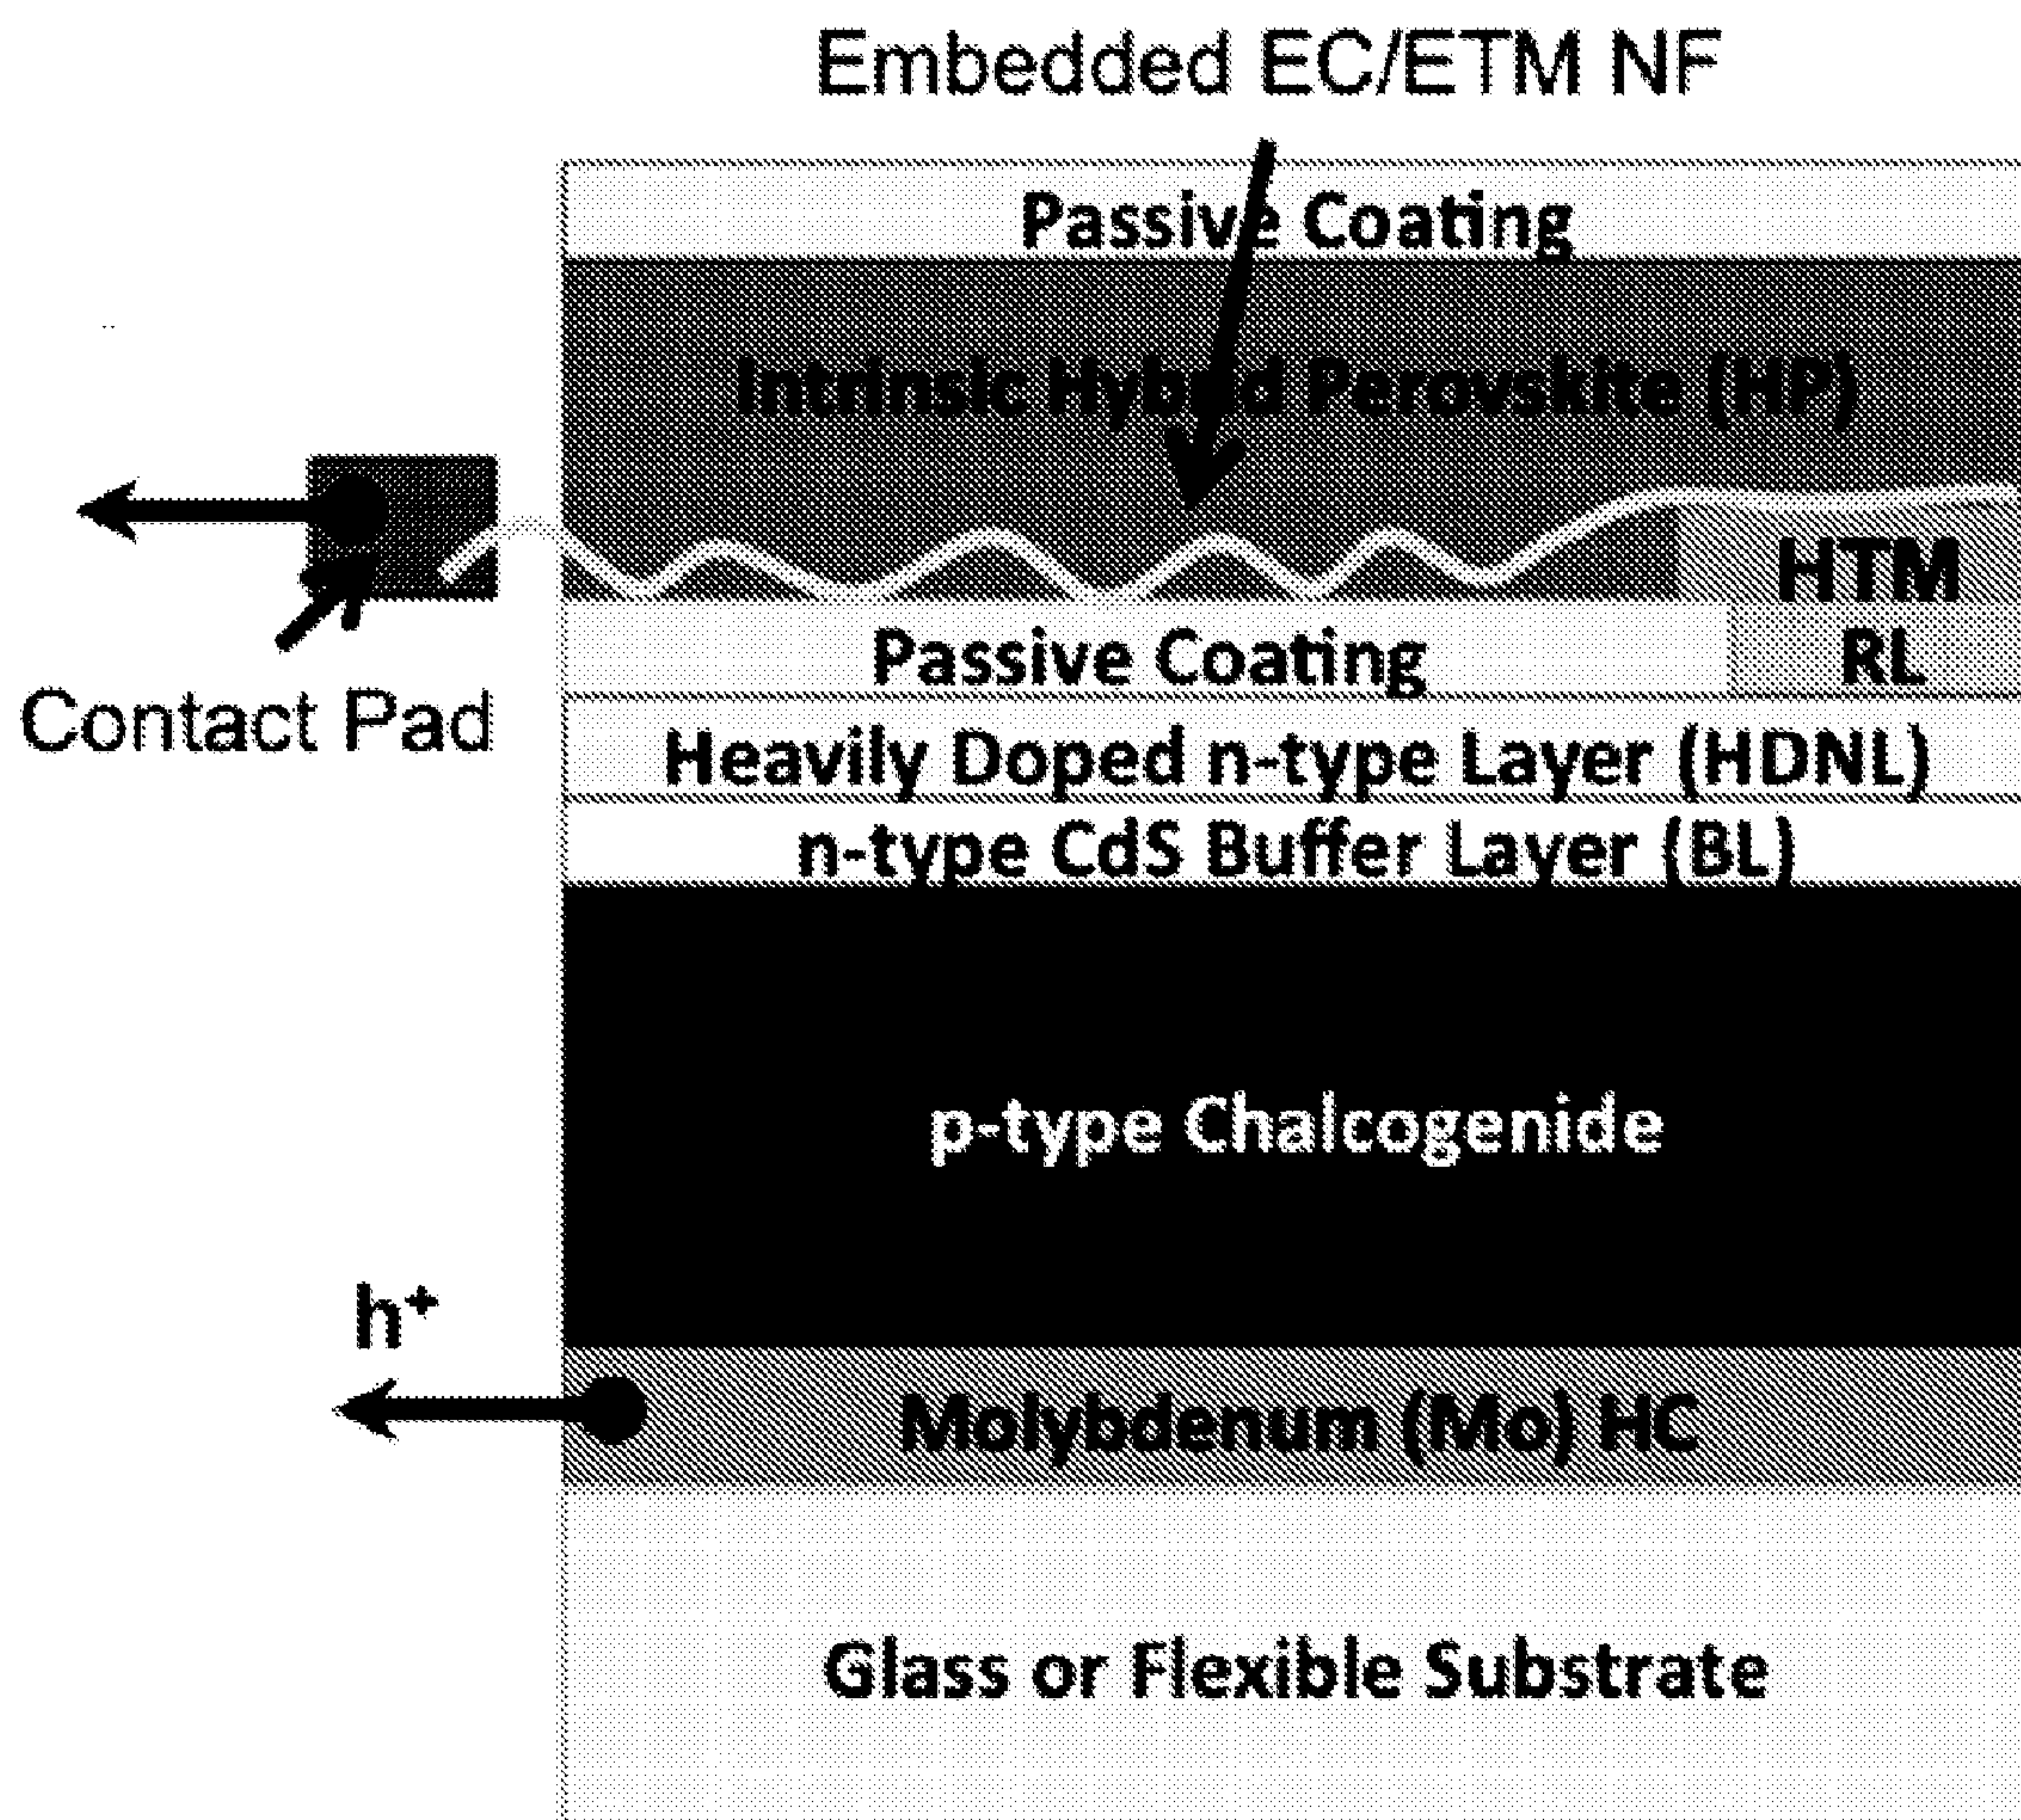 Embedded EC/ETM NF
Passive Coating
Intrinsic Hybrid Perovskite (HP)
HTM
Passive Coating
RL
Contact Pad
Heavily Doped n-type Layer (HDNL)
n-type CdS Buffer Layer (BL)
p-type Chalcogenide
h⁺
Molybdenum (Mo) HC
Glass or Flexible Substrate